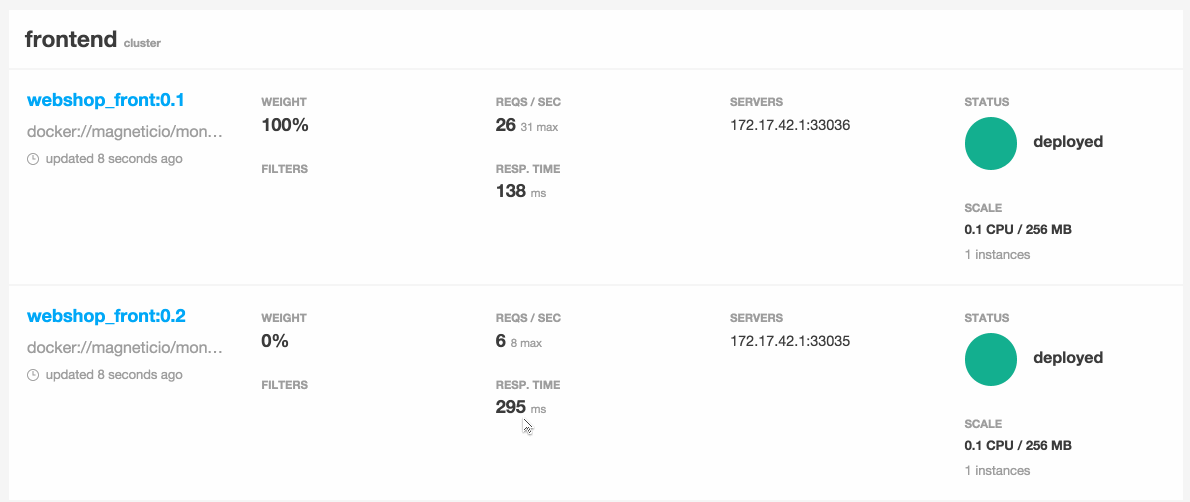 frontend cluster
webshop_front:0.1
docker://magneticio/mon…
updated 8 seconds ago
WEIGHT
100%
FILTERS
REQS / SEC
26 31 max
RESP. TIME
138 ms
SERVERS
172.17.42.1:33036
STATUS
deployed
SCALE
0.1 CPU / 256 MB
1 instances
webshop_front:0.2
docker://magneticio/mon…
updated 8 seconds ago
WEIGHT
0%
FILTERS
REQS / SEC
6 8 max
RESP. TIME
295 ms
SERVERS
172.17.42.1:33035
STATUS
deployed
SCALE
0.1 CPU / 256 MB
1 instances